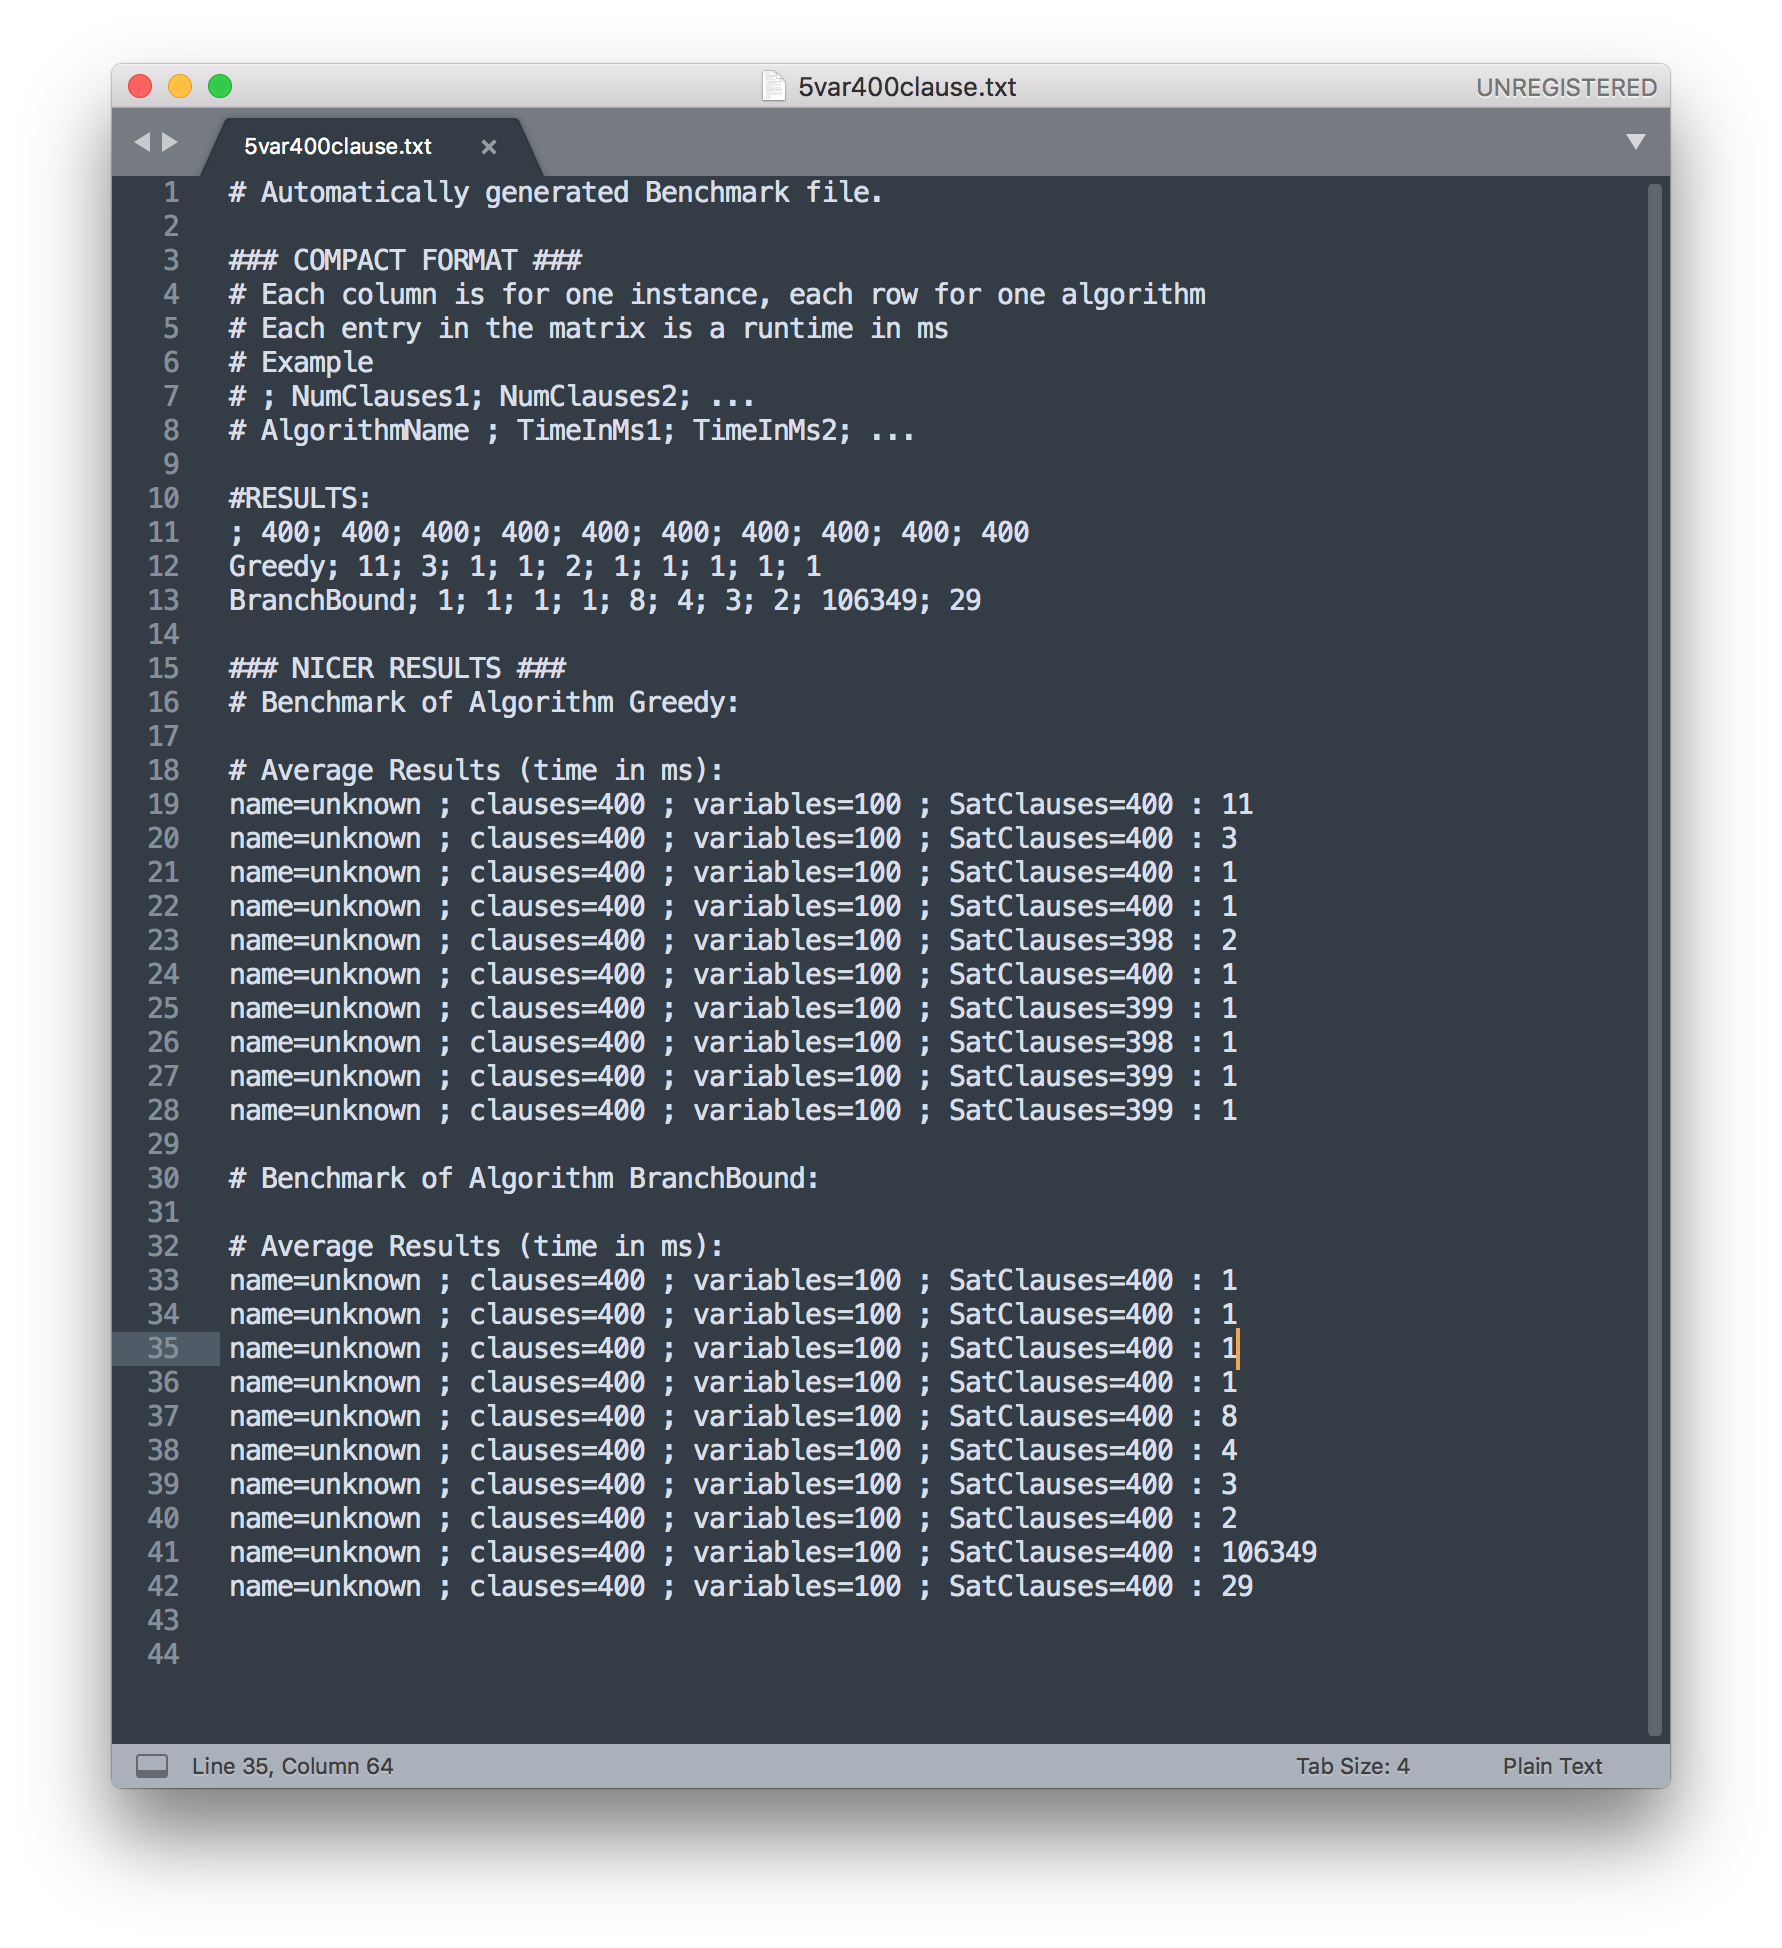 5var400clause.txt
UNREGISTERED
5var400clause.txt ×
1 # Automatically generated Benchmark file.
2
3 ### COMPACT FORMAT ###
4 # Each column is for one instance, each row for one algorithm
5 # Each entry in the matrix is a runtime in ms
6 # Example
7 # ; NumClauses1; NumClauses2; ...
8 # AlgorithmName ; TimeInMs1; TimeInMs2; ...
9
10 #RESULTS:
11 ; 400; 400; 400; 400; 400; 400; 400; 400; 400; 400
12 Greedy; 11; 3; 1; 1; 2; 1; 1; 1; 1; 1
13 BranchBound; 1; 1; 1; 1; 8; 4; 3; 2; 106349; 29
14
15 ### NICER RESULTS ###
16 # Benchmark of Algorithm Greedy:
17
18 # Average Results (time in ms):
19 name=unknown ; clauses=400 ; variables=100 ; SatClauses=400 : 11
20 name=unknown ; clauses=400 ; variables=100 ; SatClauses=400 : 3
21 name=unknown ; clauses=400 ; variables=100 ; SatClauses=400 : 1
22 name=unknown ; clauses=400 ; variables=100 ; SatClauses=400 : 1
23 name=unknown ; clauses=400 ; variables=100 ; SatClauses=398 : 2
24 name=unknown ; clauses=400 ; variables=100 ; SatClauses=400 : 1
25 name=unknown ; clauses=400 ; variables=100 ; SatClauses=399 : 1
26 name=unknown ; clauses=400 ; variables=100 ; SatClauses=398 : 1
27 name=unknown ; clauses=400 ; variables=100 ; SatClauses=399 : 1
28 name=unknown ; clauses=400 ; variables=100 ; SatClauses=399 : 1
29
30 # Benchmark of Algorithm BranchBound:
31
32 # Average Results (time in ms):
33 name=unknown ; clauses=400 ; variables=100 ; SatClauses=400 : 1
34 name=unknown ; clauses=400 ; variables=100 ; SatClauses=400 : 1
35 name=unknown ; clauses=400 ; variables=100 ; SatClauses=400 : 1
36 name=unknown ; clauses=400 ; variables=100 ; SatClauses=400 : 1
37 name=unknown ; clauses=400 ; variables=100 ; SatClauses=400 : 8
38 name=unknown ; clauses=400 ; variables=100 ; SatClauses=400 : 4
39 name=unknown ; clauses=400 ; variables=100 ; SatClauses=400 : 3
40 name=unknown ; clauses=400 ; variables=100 ; SatClauses=400 : 2
41 name=unknown ; clauses=400 ; variables=100 ; SatClauses=400 : 106349
42 name=unknown ; clauses=400 ; variables=100 ; SatClauses=400 : 29
43
44
Line 35, Column 64
Tab Size: 4
Plain Text